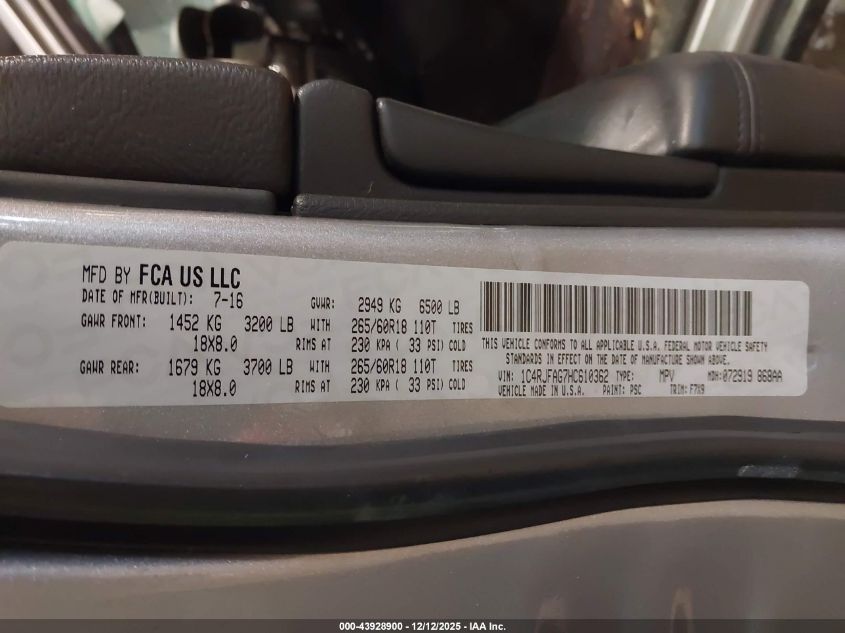 MFD BY FCA US LLC
DATE OF MFR(BUILT): 7-16 GVWR: 2949 KG 6500 LB
GAWR FRONT: 1452 KG 3200 LB WITH 265/60R18 110T TIRES
18X8.0 RIMS AT 230 KPA ( 33 PSI) COLD
GAWR REAR: 1679 KG 3700 LB WITH 265/60R18 110T TIRES
18X8.0 RIMS AT 230 KPA ( 33 PSI) COLD
THIS VEHICLE CONFORMS TO ALL APPLICABLE U.S.A. FEDERAL MOTOR VEHICLE SAFETY
STANDARDS IN EFFECT ON THE DATE OF MANUFACTURE SHOWN ABOVE.
VIN: 1C4RJFAG7HC610362 TYPE: MPV MDH: 072919 868AA
VEHICLE MADE IN U.S.A. PAINT: PSC TRIM: F7X9
000-43928900 - 12/12/2025 - IAA Inc.